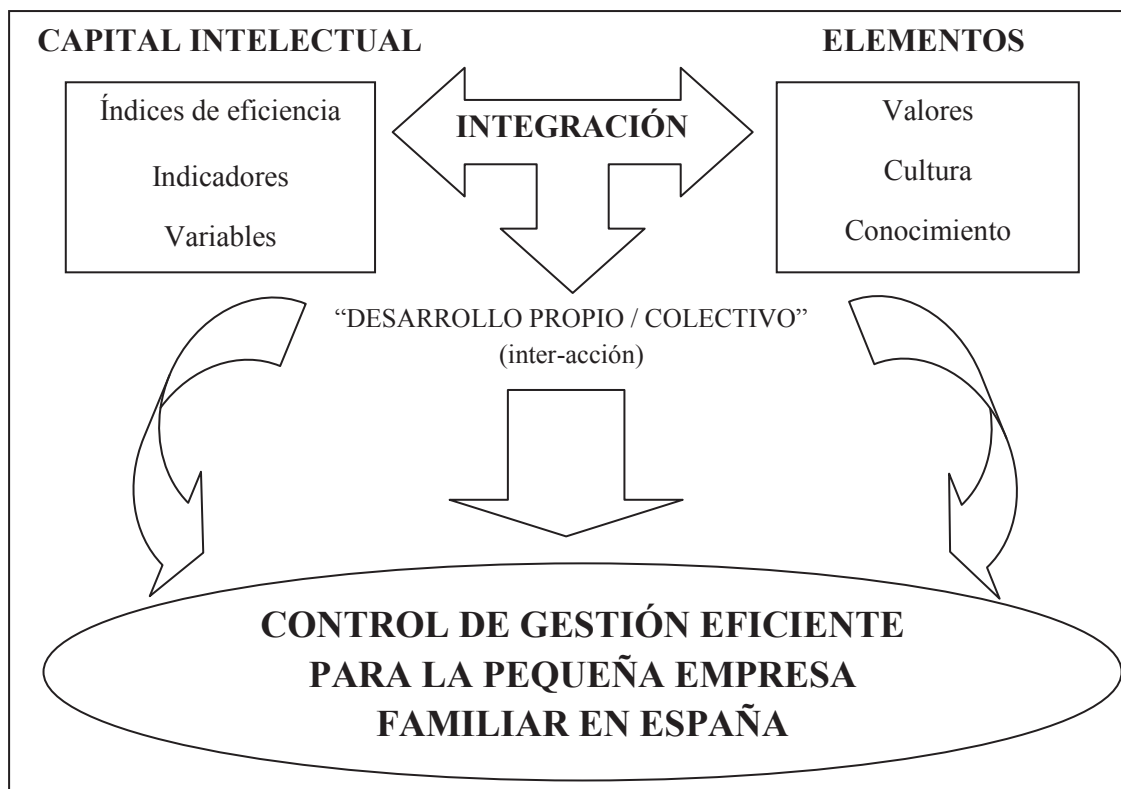 CAPITAL INTELECTUAL
Índices de eficiencia
Indicadores
Variables
INTEGRACIÓN
ELEMENTOS
Valores
Cultura
Conocimiento
“DESARROLLO PROPIO / COLECTIVO”
(inter-acción)
CONTROL DE GESTIÓN EFICIENTE
PARA LA PEQUEÑA EMPRESA
FAMILIAR EN ESPAÑA